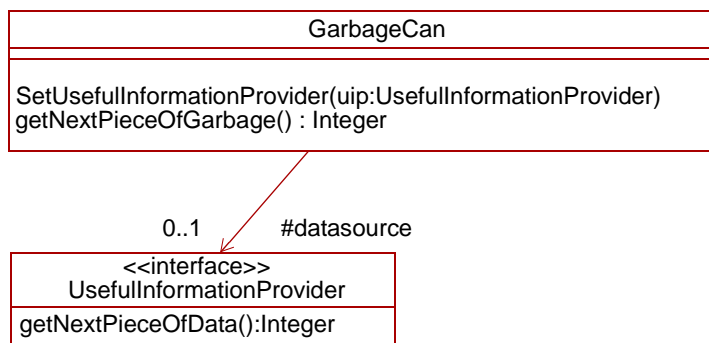 GarbageCan
SetUsefulInformationProvider(uip:UsefulInformationProvider)
getNextPieceOfGarbage() : Integer
0..1 #datasource
<<interface>>
UsefulInformationProvider
getNextPieceOfData():Integer